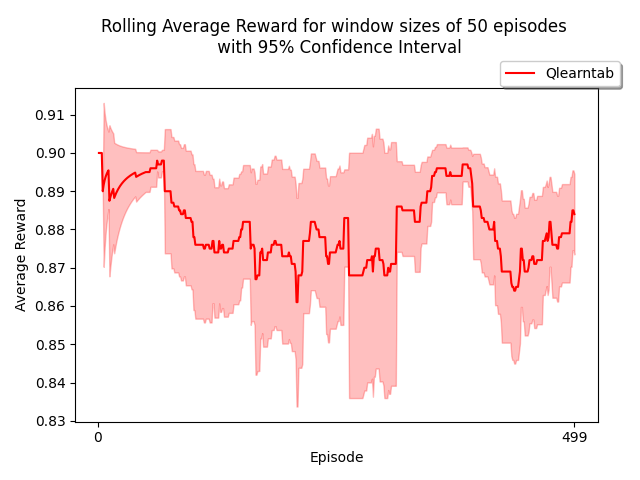 Rolling Average Reward for window sizes of 50 episodes
with 95% Confidence Interval
Qlearntab
0.91
0.90
0.89
0.88
0.87
0.86
0.85
0.84
0.83
Average Reward
0
499
Episode